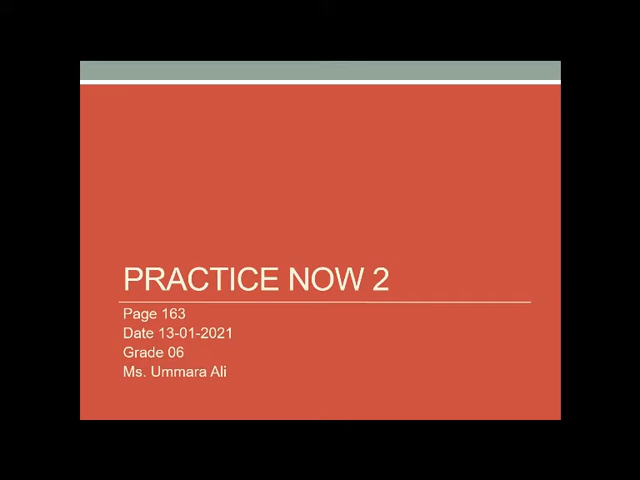 PRACTICE NOW 2
Page 163
Date 13-01-2021
Grade 06
Ms. Ummara Ali